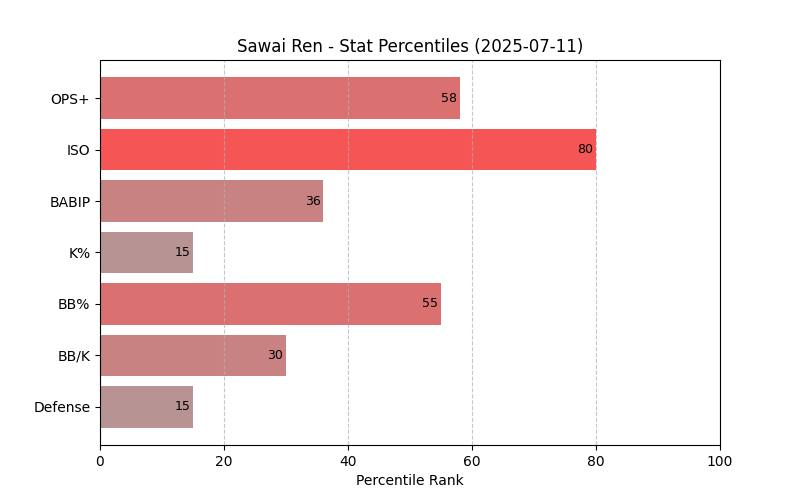 Sawai Ren - Stat Percentiles (2025-07-11)
OPS+ 58
ISO 80
BABIP 36
K% 15
BB% 55
BB/K 30
Defense 15
0 20 40 60 80 100
Percentile Rank